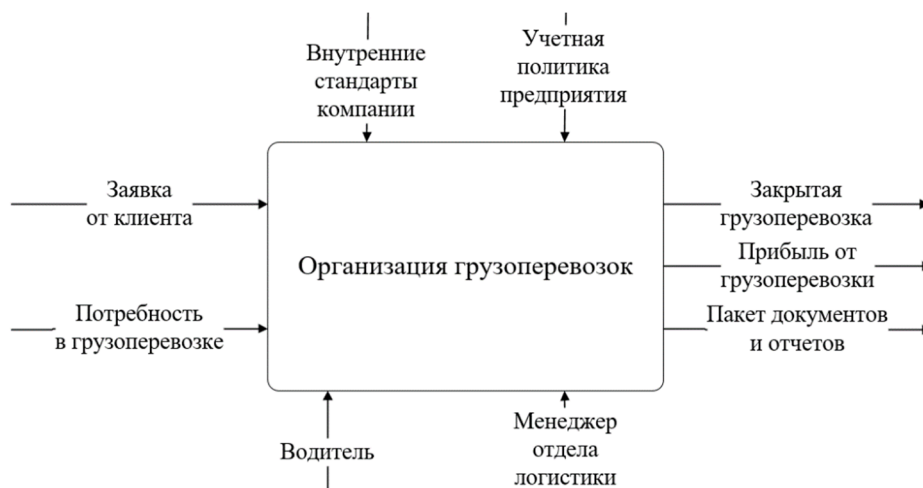 Внутренние
стандарты
компании
Учетная
политика
предприятия
Заявка
от клиента
Потребность
в грузоперевозке
Организация грузоперевозок
Закрытая
грузоперевозка
Прибыль от
грузоперевозки
Пакет документов
и отчетов
Водитель
Менеджер
отдела
логистики